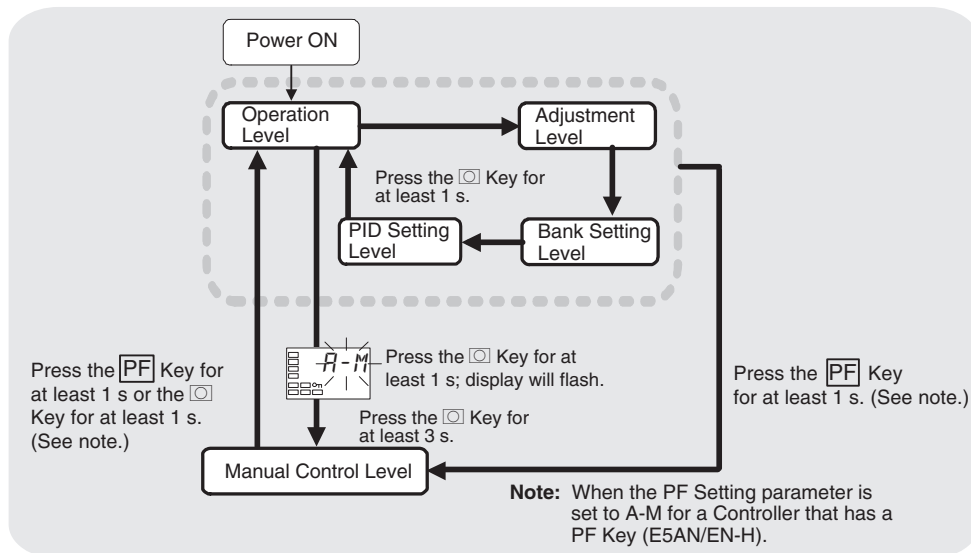 Power ON
Operation
Level
Adjustment
Level
Press the Key for
at least 1 s.
PID Setting
Level
Bank Setting
Level
A-M
Press the Key for at
least 1 s; display will flash.
Press the Key for
at least 3 s.
Press the PF Key for
at least 1 s or the
Key for at least 1 s.
(See note.)
Press the PF Key
for at least 1 s. (See note.)
Manual Control Level
Note: When the PF Setting parameter is
set to A-M for a Controller that has a
PF Key (E5AN/EN-H).